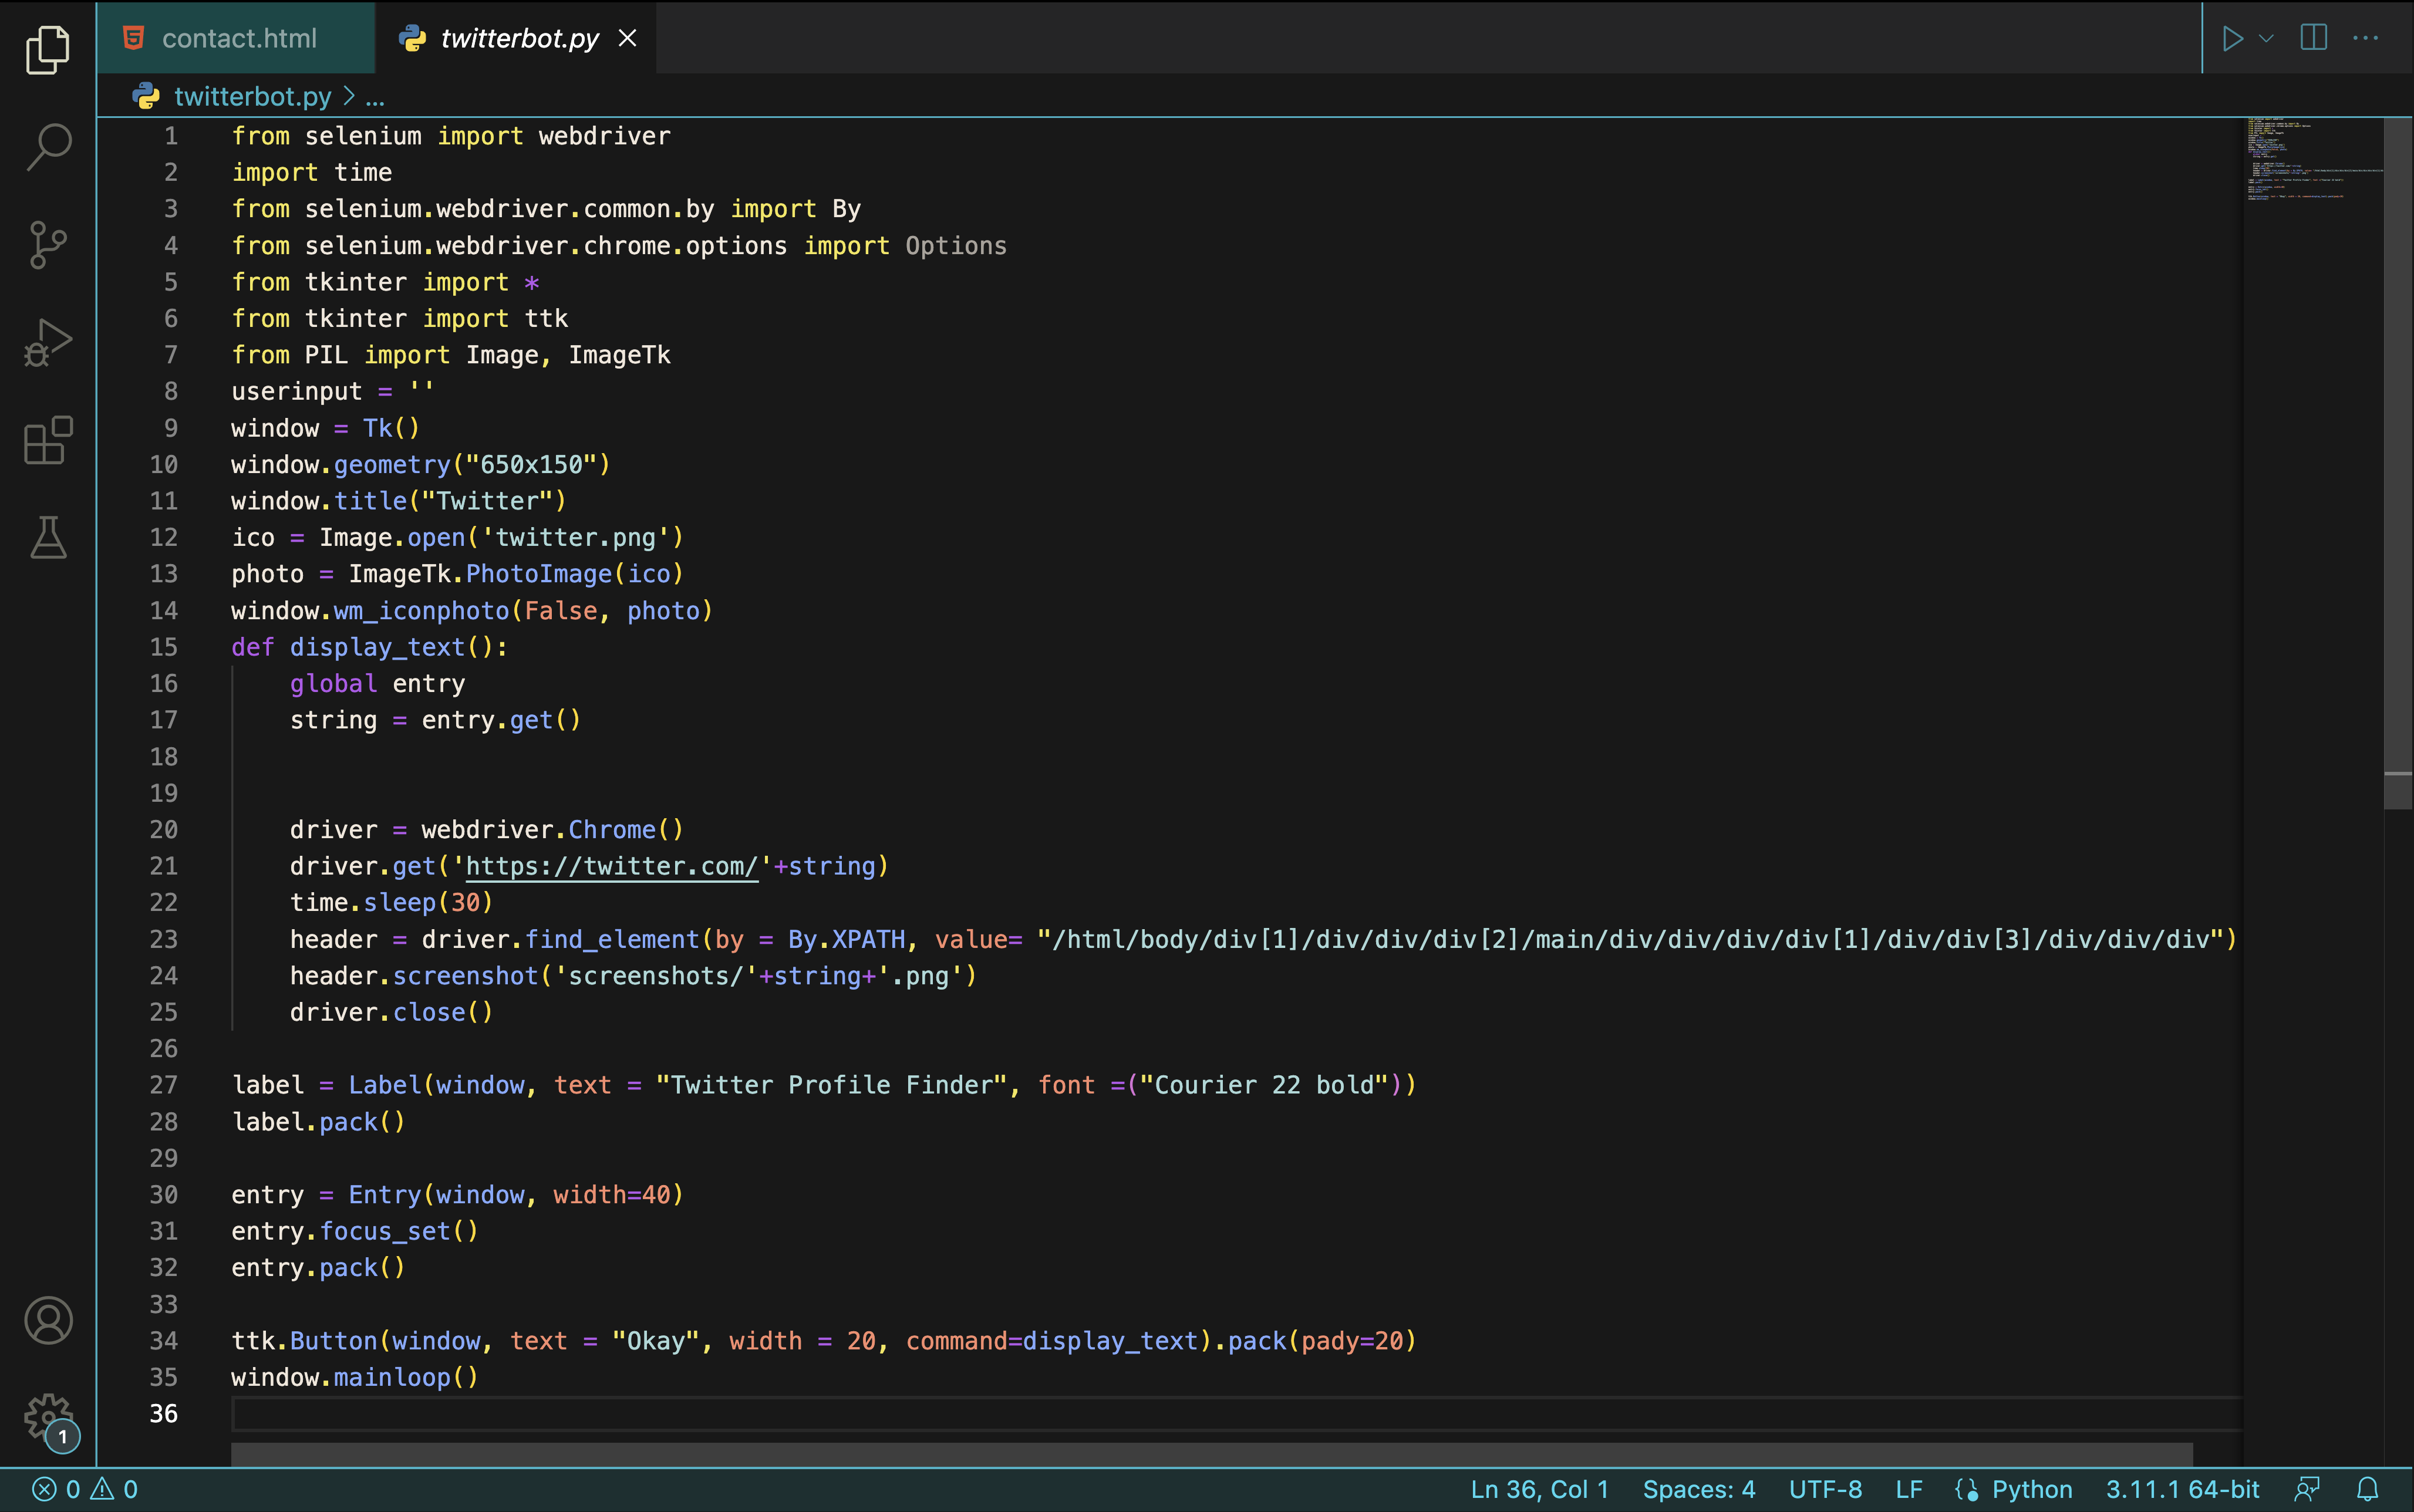 contact.html
twitterbot.py
twitterbot.py > ...
1 from selenium import webdriver
2 import time
3 from selenium.webdriver.common.by import By
4 from selenium.webdriver.chrome.options import Options
5 from tkinter import *
6 from tkinter import ttk
7 from PIL import Image, ImageTk
8 userinput = ''
9 window = Tk()
10 window.geometry("650x150")
11 window.title("Twitter")
12 ico = Image.open('twitter.png')
13 photo = ImageTk.PhotoImage(ico)
14 window.wm_iconphoto(False, photo)
15 def display_text():
16     global entry
17     string = entry.get()
18
19
20     driver = webdriver.Chrome()
21     driver.get('https://twitter.com/'+string)
22     time.sleep(30)
23     header = driver.find_element(by = By.XPATH, value= "/html/body/div[1]/div/div/div[2]/main/div/div/div/div[1]/div/div[3]/div/div/div")
24     header.screenshot('screenshots/'+string+'.png')
25     driver.close()
26
27 label = Label(window, text = "Twitter Profile Finder", font =("Courier 22 bold"))
28 label.pack()
29
30 entry = Entry(window, width=40)
31 entry.focus_set()
32 entry.pack()
33
34 ttk.Button(window, text = "Okay", width = 20, command=display_text).pack(pady=20)
35 window.mainloop()
36
1
0 0 Ln 36, Col 1 Spaces: 4 UTF-8 LF Python 3.11.1 64-bit